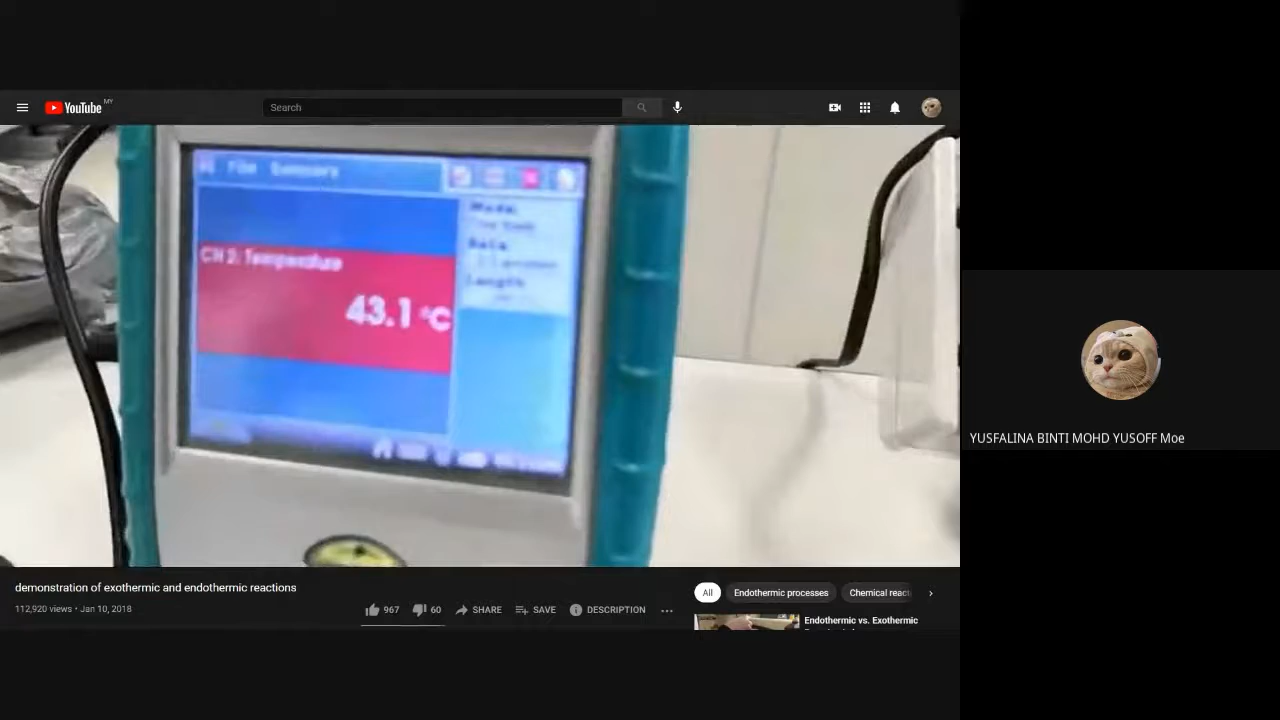 YouTube MY
Search
File Sensors
CH 2: Temperature
43.1 °C
Mode:
Rate:
Length:
YUSFALINA BINTI MOHD YUSOFF Moe
demonstration of exothermic and endothermic reactions
112,920 views • Jan 10, 2018
967
60
SHARE
SAVE
DESCRIPTION
All
Endothermic processes
Chemical reacti
Endothermic vs. Exothermic